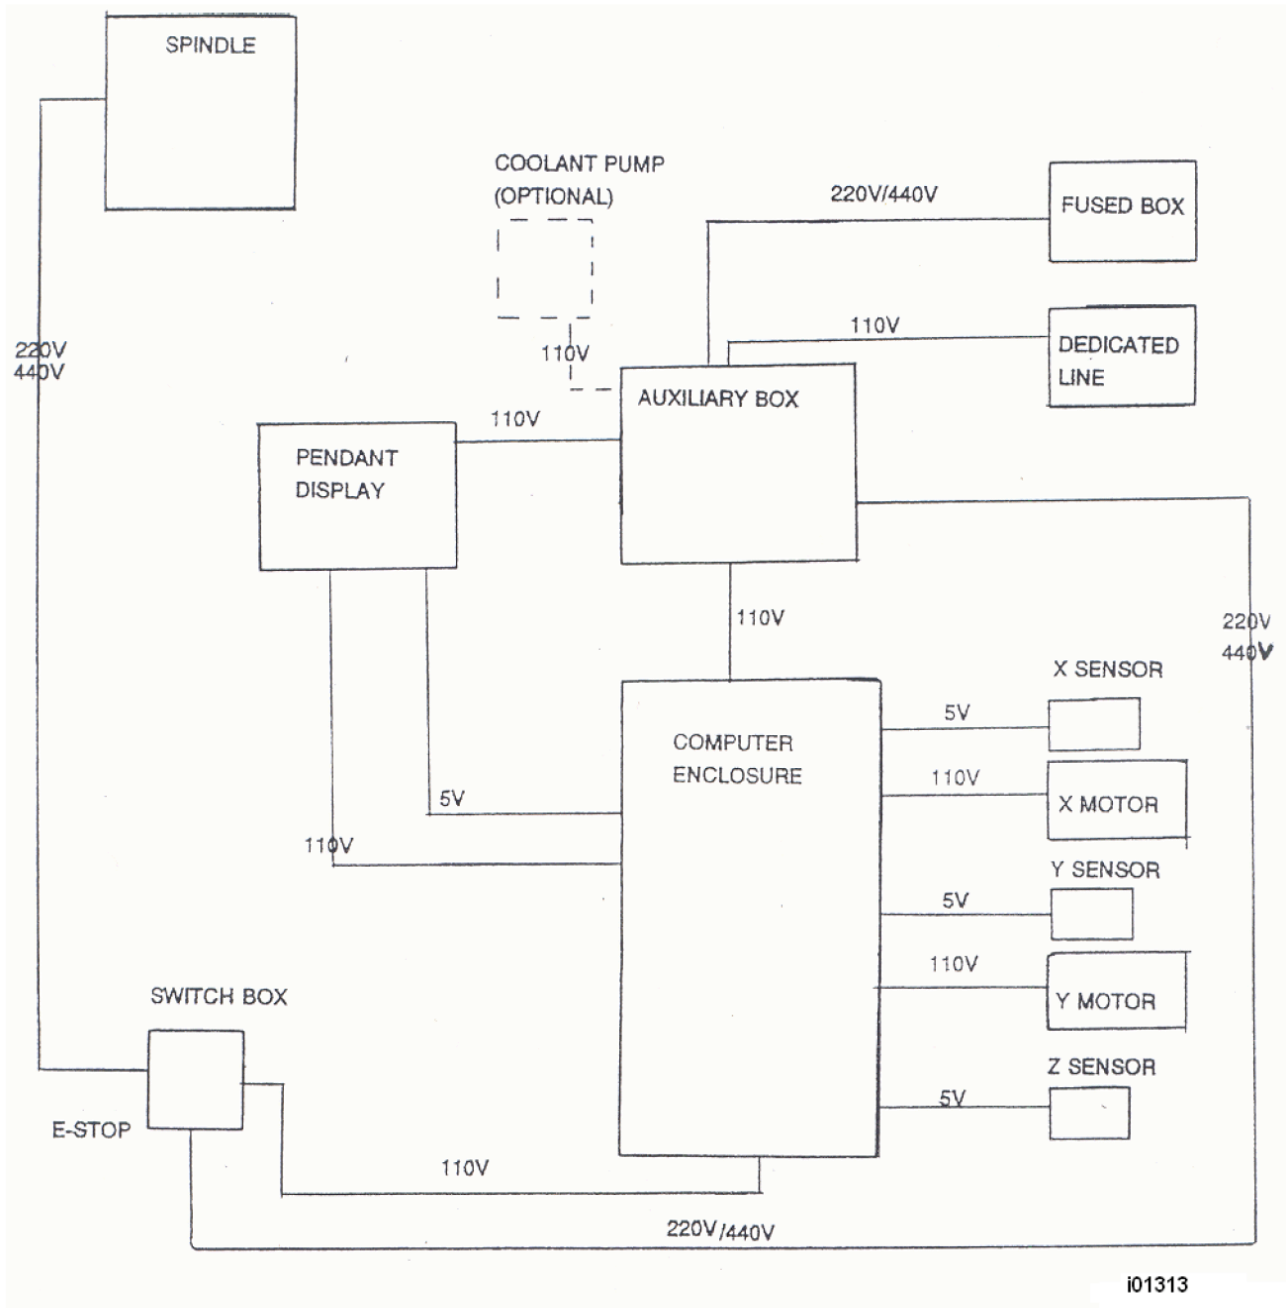 SPINDLE
COOLANT PUMP
(OPTIONAL)
220V/440V
FUSED BOX
110V
DEDICATED
LINE
220V
440V
110V
AUXILIARY BOX
110V
PENDANT
DISPLAY
110V
220V
440V
X SENSOR
5V
COMPUTER
ENCLOSURE
110V
X MOTOR
5V
110V
Y SENSOR
5V
110V
Y MOTOR
SWITCH BOX
Z SENSOR
5V
E-STOP
110V
220V/440V
i01313